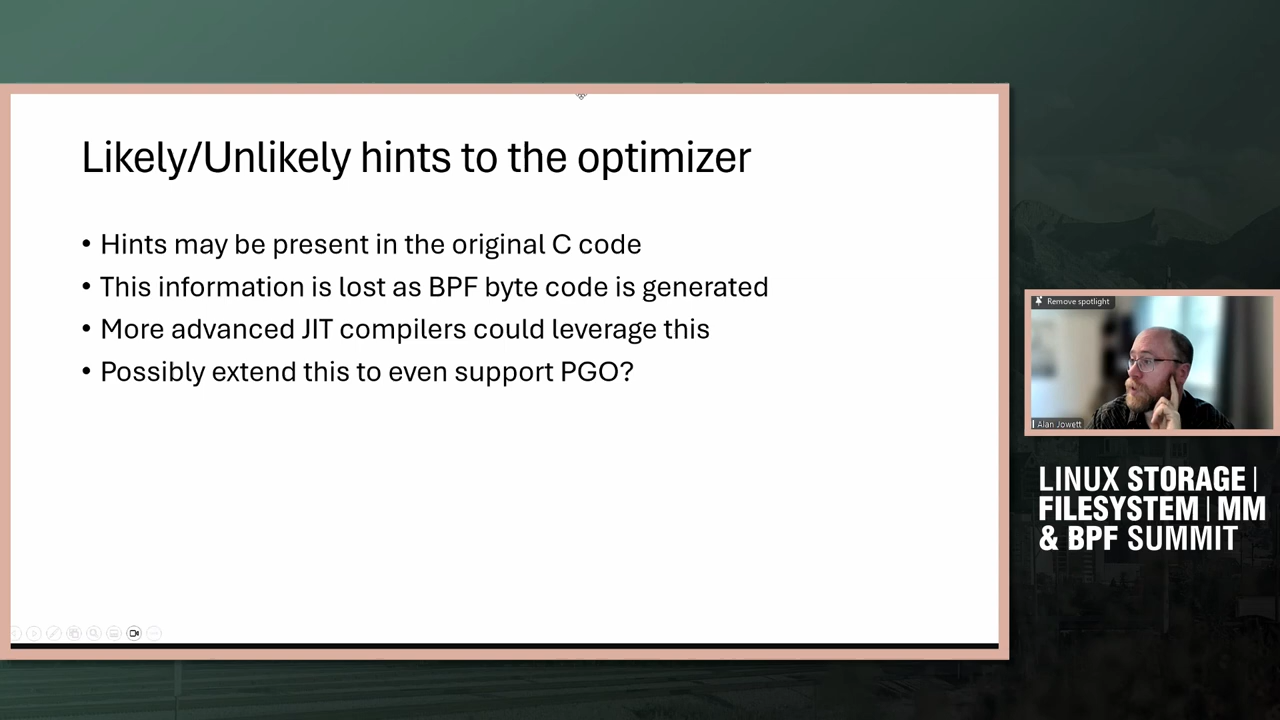 Likely/Unlikely hints to the optimizer
• Hints may be present in the original C code
• This information is lost as BPF byte code is generated
• More advanced JIT compilers could leverage this
• Possibly extend this to even support PGO?
Remove spotlight
Alan Jowett
LINUX STORAGE |
FILESYSTEM | MM
& BPF SUMMIT